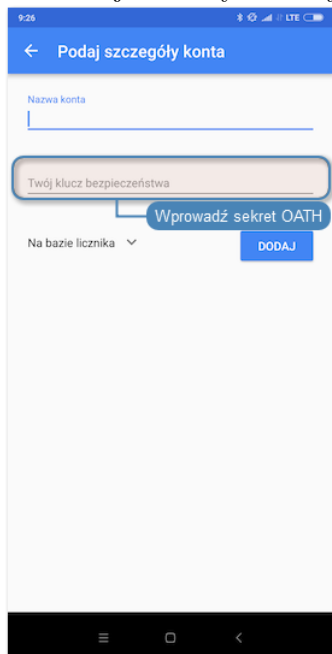 9:26 LTE
Podaj szczegóły konta
Nazwa konta
Twój klucz bezpieczeństwa
Wprowadź sekret OATH
Na bazie licznika
DODAJ